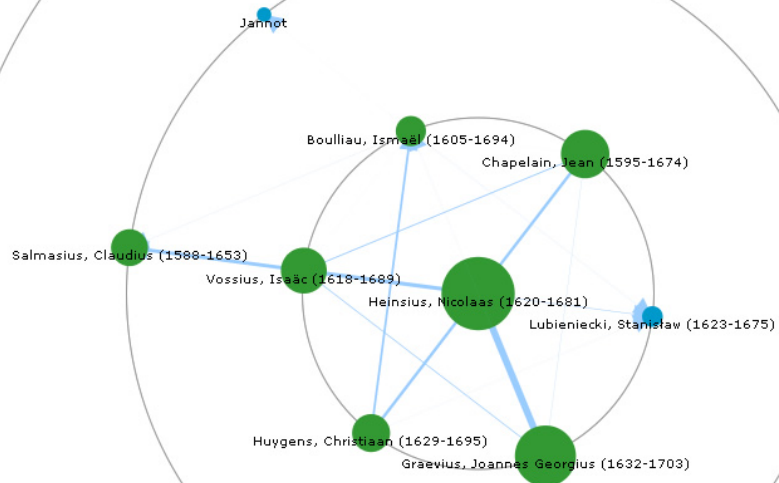 Jannot
Boulliau, Ismaël (1605-1694)
Chapelain, Jean (1595-1674)
Salmasius, Claudius (1588-1653)
Vossius, Isaäc (1618-1689)
Heinsius, Nicolaas (1620-1681)
Lubieniecki, Stanisław (1623-1675)
Huygens, Christiaan (1629-1695)
Graevius, Joannes Georgius (1632-1703)